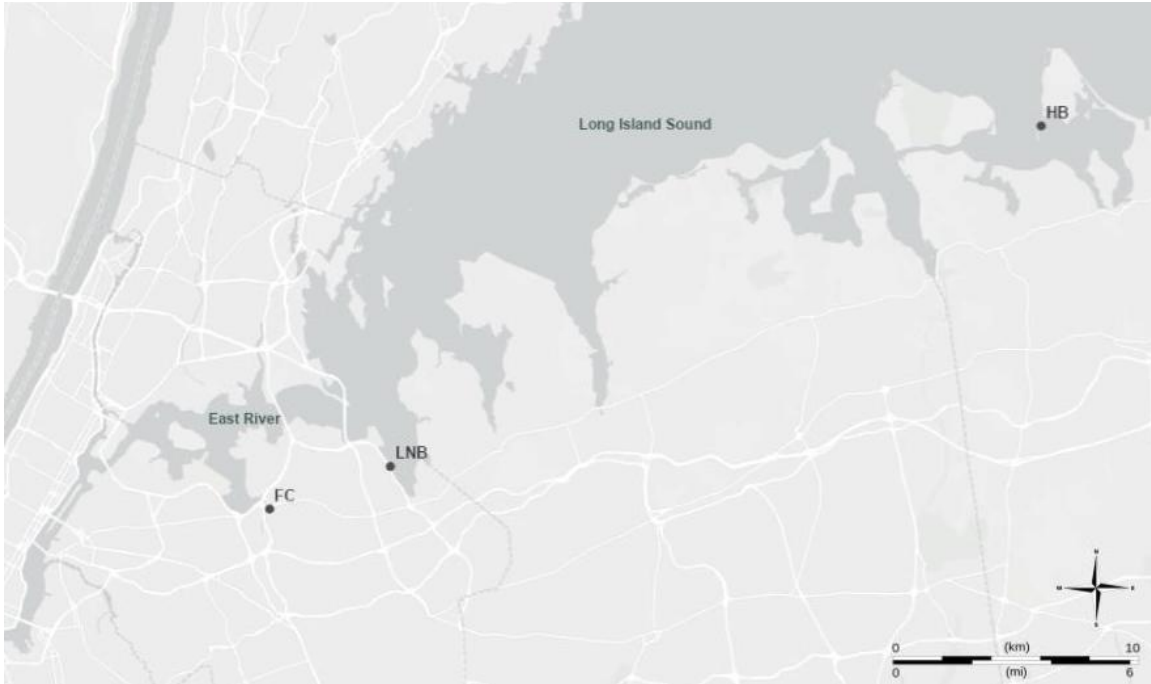 Long Island Sound
HB
East River
LNB
FC
N
W
E
S
0 (km) 10
0 (mi) 6